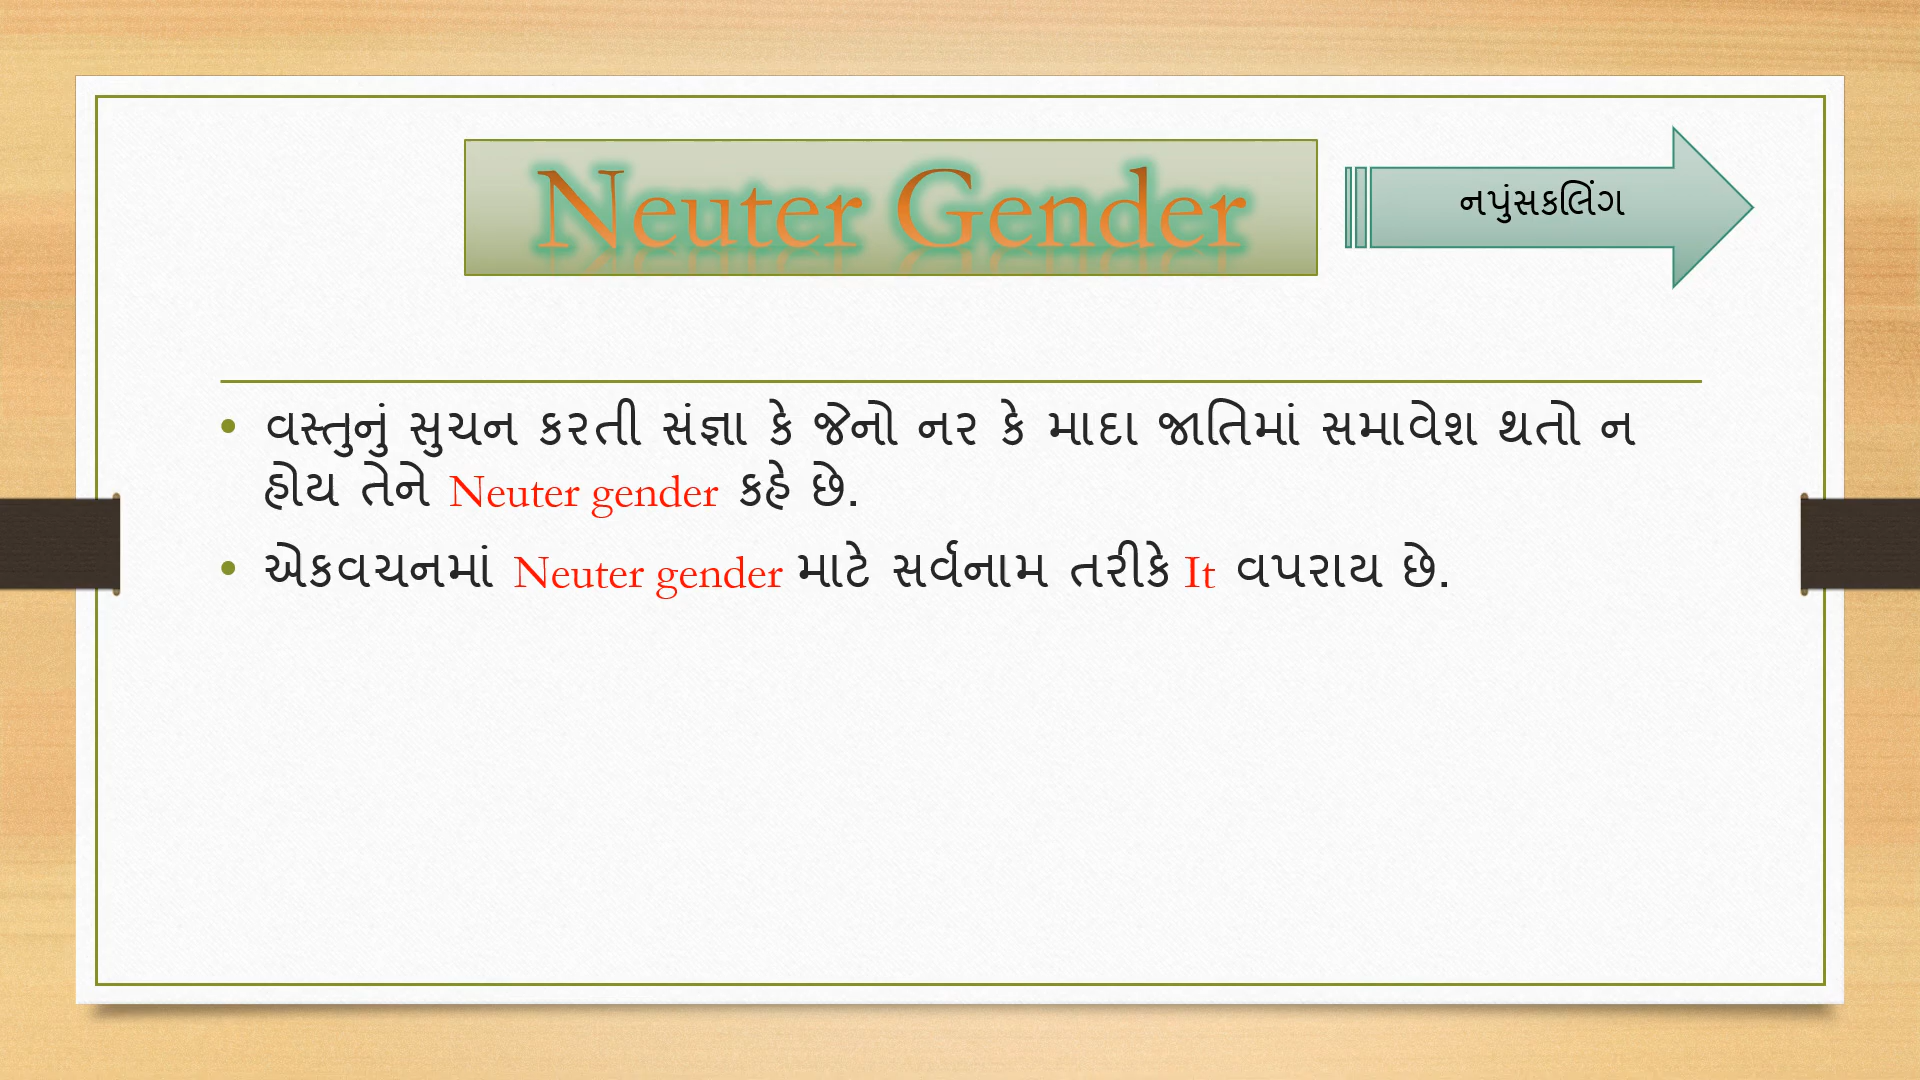 Neuter Gender
નપુંસકલિંગ
• વસ્તુનું સુચન કરતી સંજ્ઞા કે જેનો નર કે માદા જાતિમાં સમાવેશ થતો ન
હોય તેને Neuter gender કહે છે.
• એકવચનમાં Neuter gender માટે સર્વનામ તરીકે It વપરાય છે.